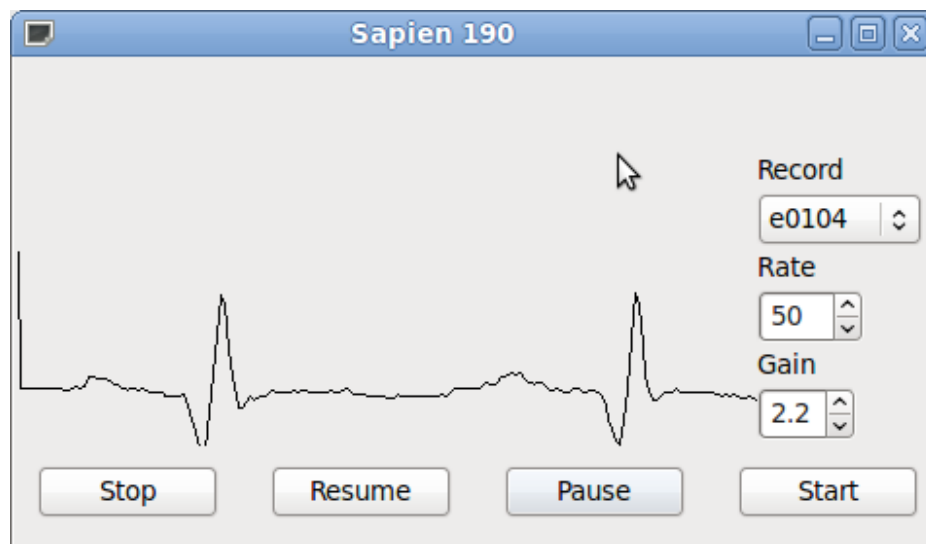 Sapien 190
Record
e0104
Rate
50
Gain
2.2
Stop Resume Pause Start